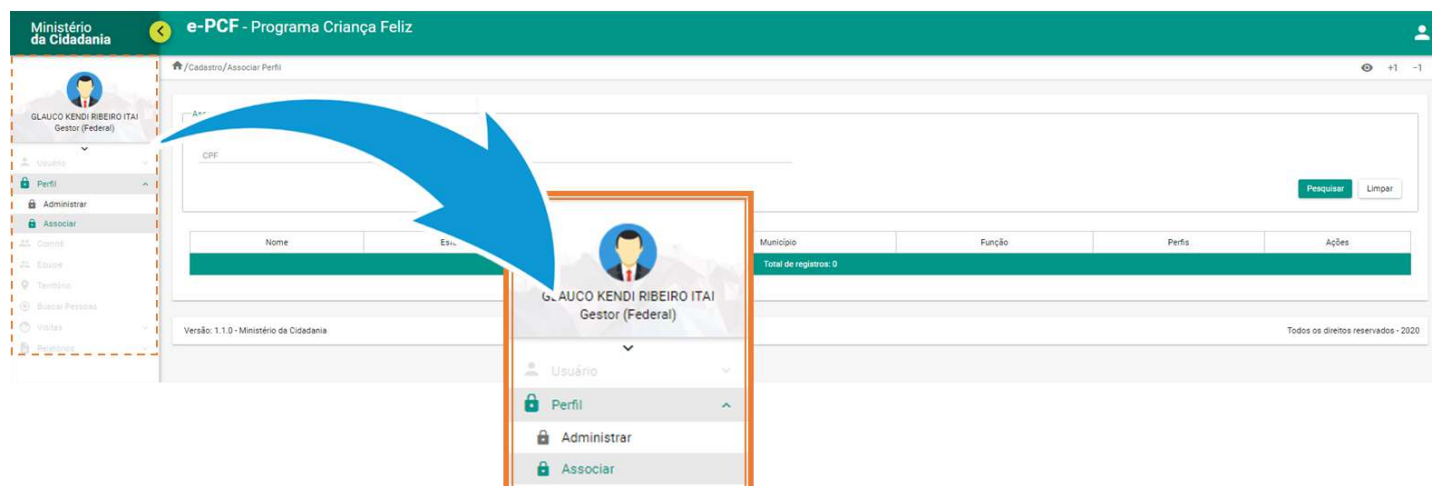 Ministério
da Cidadania
e-PCF - Programa Criança Feliz
/Cadastro/Associar Perfil
+1 -1
GLAUCO KENDI RIBEIRO ITAI
Gestor (Federal)
Usuário
Perfil
Administrar
Associar
Comitê
Equipe
Território
Buscar Pessoas
Visitas
Relatórios
CPF
Pesquisar Limpar
Nome Município Função Perfis Ações
Total de registros: 0
Versão: 1.1.0 - Ministério da Cidadania
Todos os direitos reservados - 2020
GLAUCO KENDI RIBEIRO ITAI
Gestor (Federal)
Usuário
Perfil
Administrar
Associar